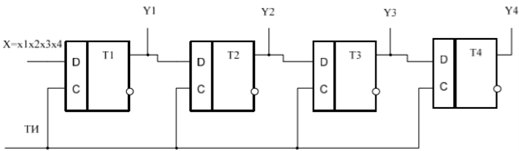 Y1 Y2 Y3 Y4
X=x1x2x3x4
D T1 D T2 D T3 D T4
C C C C
ТИ